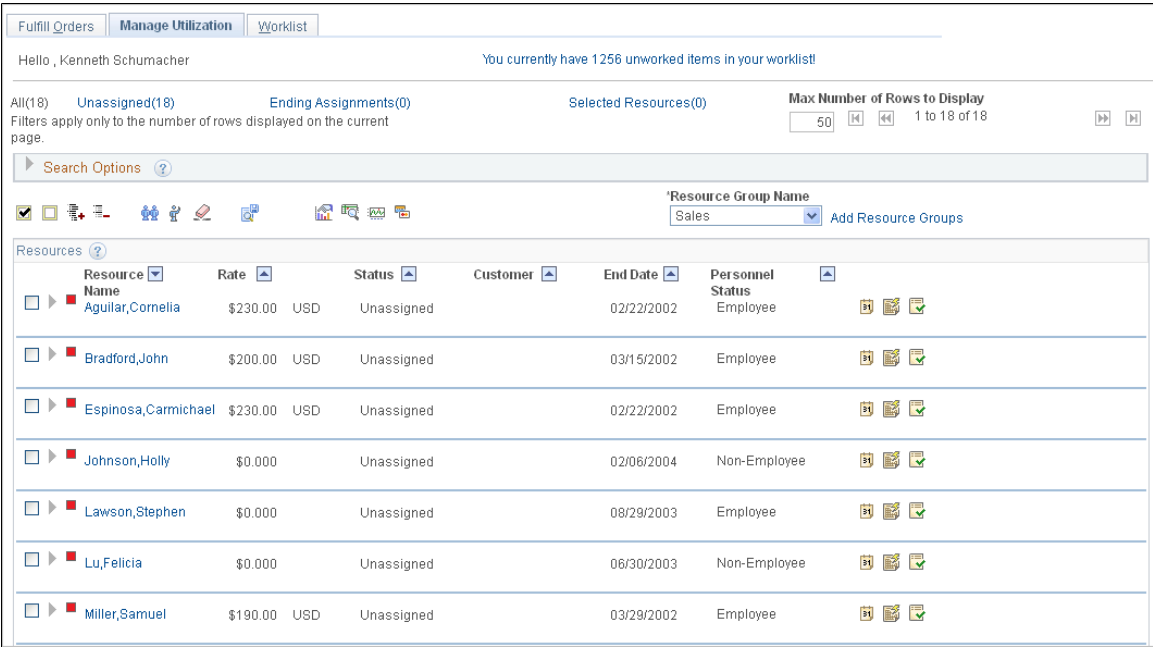 Fulfill Orders Manage Utilization Worklist
Hello , Kenneth Schumacher You currently have 1256 unworked items in your worklist!
All(18) Unassigned(18) Ending Assignments(0) Selected Resources(0) Max Number of Rows to Display
Filters apply only to the number of rows displayed on the current
page.
50 1 to 18 of 18
Search Options ?
*Resource Group Name
Sales Add Resource Groups
Resources ?
Resource Name Rate Status Customer End Date Personnel Status
Aguilar,Cornelia $230.00 USD Unassigned 02/22/2002 Employee 31
Bradford,John $200.00 USD Unassigned 03/15/2002 Employee 31
Espinosa,Carmichael $230.00 USD Unassigned 02/22/2002 Employee 31
Johnson,Holly $0.000 Unassigned 02/06/2004 Non-Employee 31
Lawson,Stephen $0.000 Unassigned 08/29/2003 Employee 31
Lu,Felicia $0.000 Unassigned 06/30/2003 Non-Employee 31
Miller,Samuel $190.00 USD Unassigned 03/29/2002 Employee 31